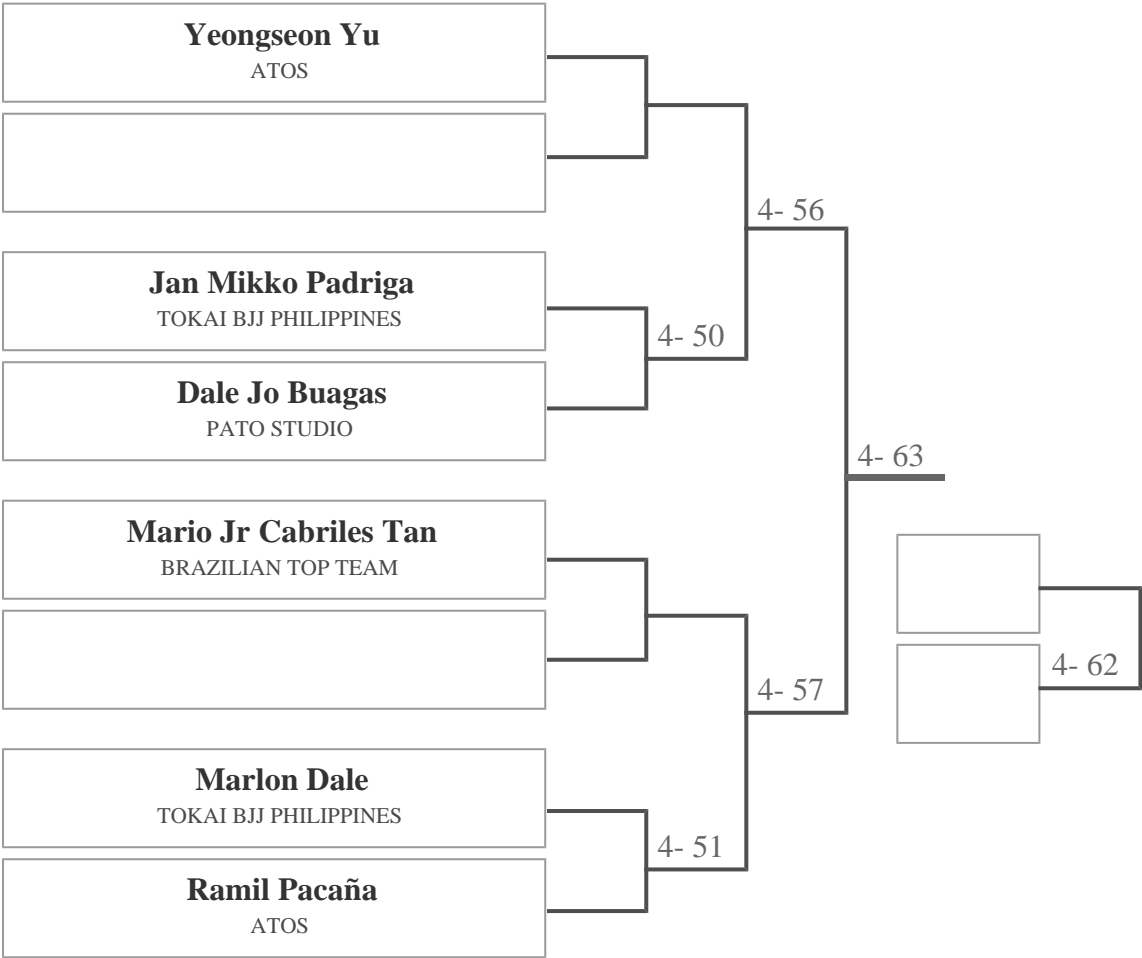 Yeongseon Yu
ATOS
4- 56
Jan Mikko Padriga
TOKAI BJJ PHILIPPINES
4- 50
Dale Jo Buagas
PATO STUDIO
4- 63
Mario Jr Cabriles Tan
BRAZILIAN TOP TEAM
4- 62
4- 57
Marlon Dale
TOKAI BJJ PHILIPPINES
4- 51
Ramil Pacaña
ATOS